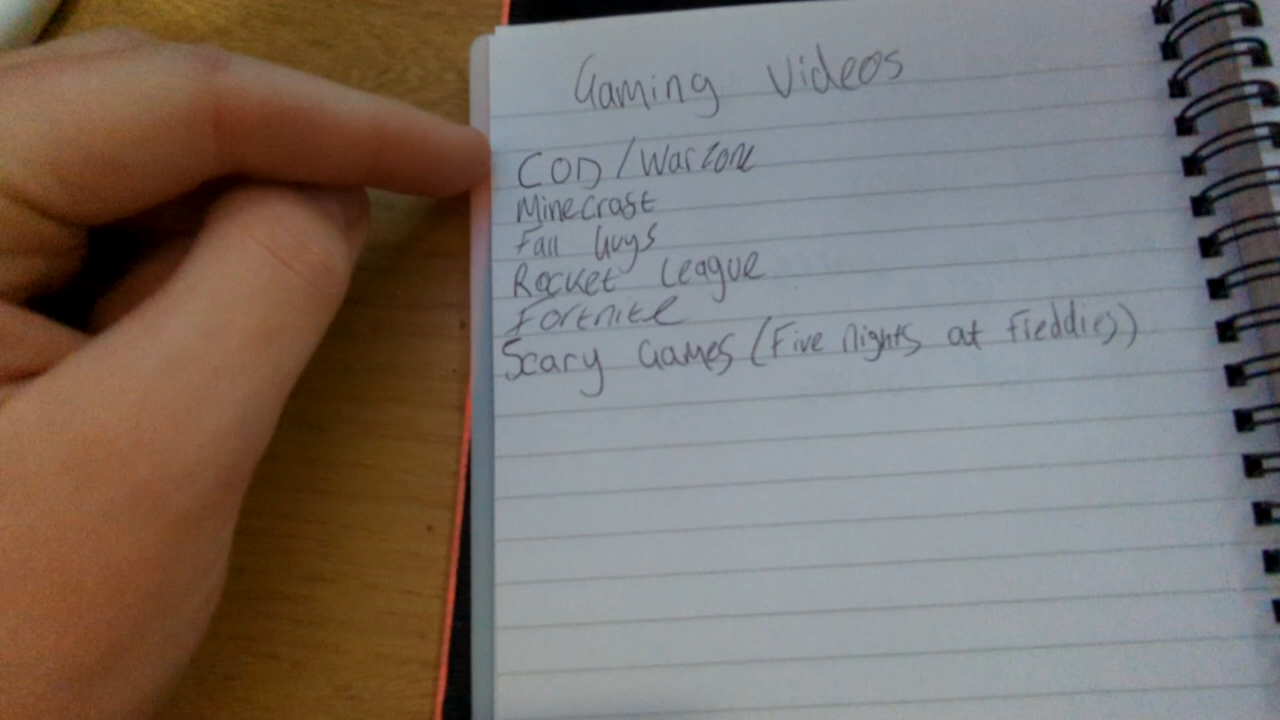 Gaming Videos
COD/Warzone
Minecraft
Fall Guys
Rocket League
Fortnite
Scary Games (Five nights at Freddies)